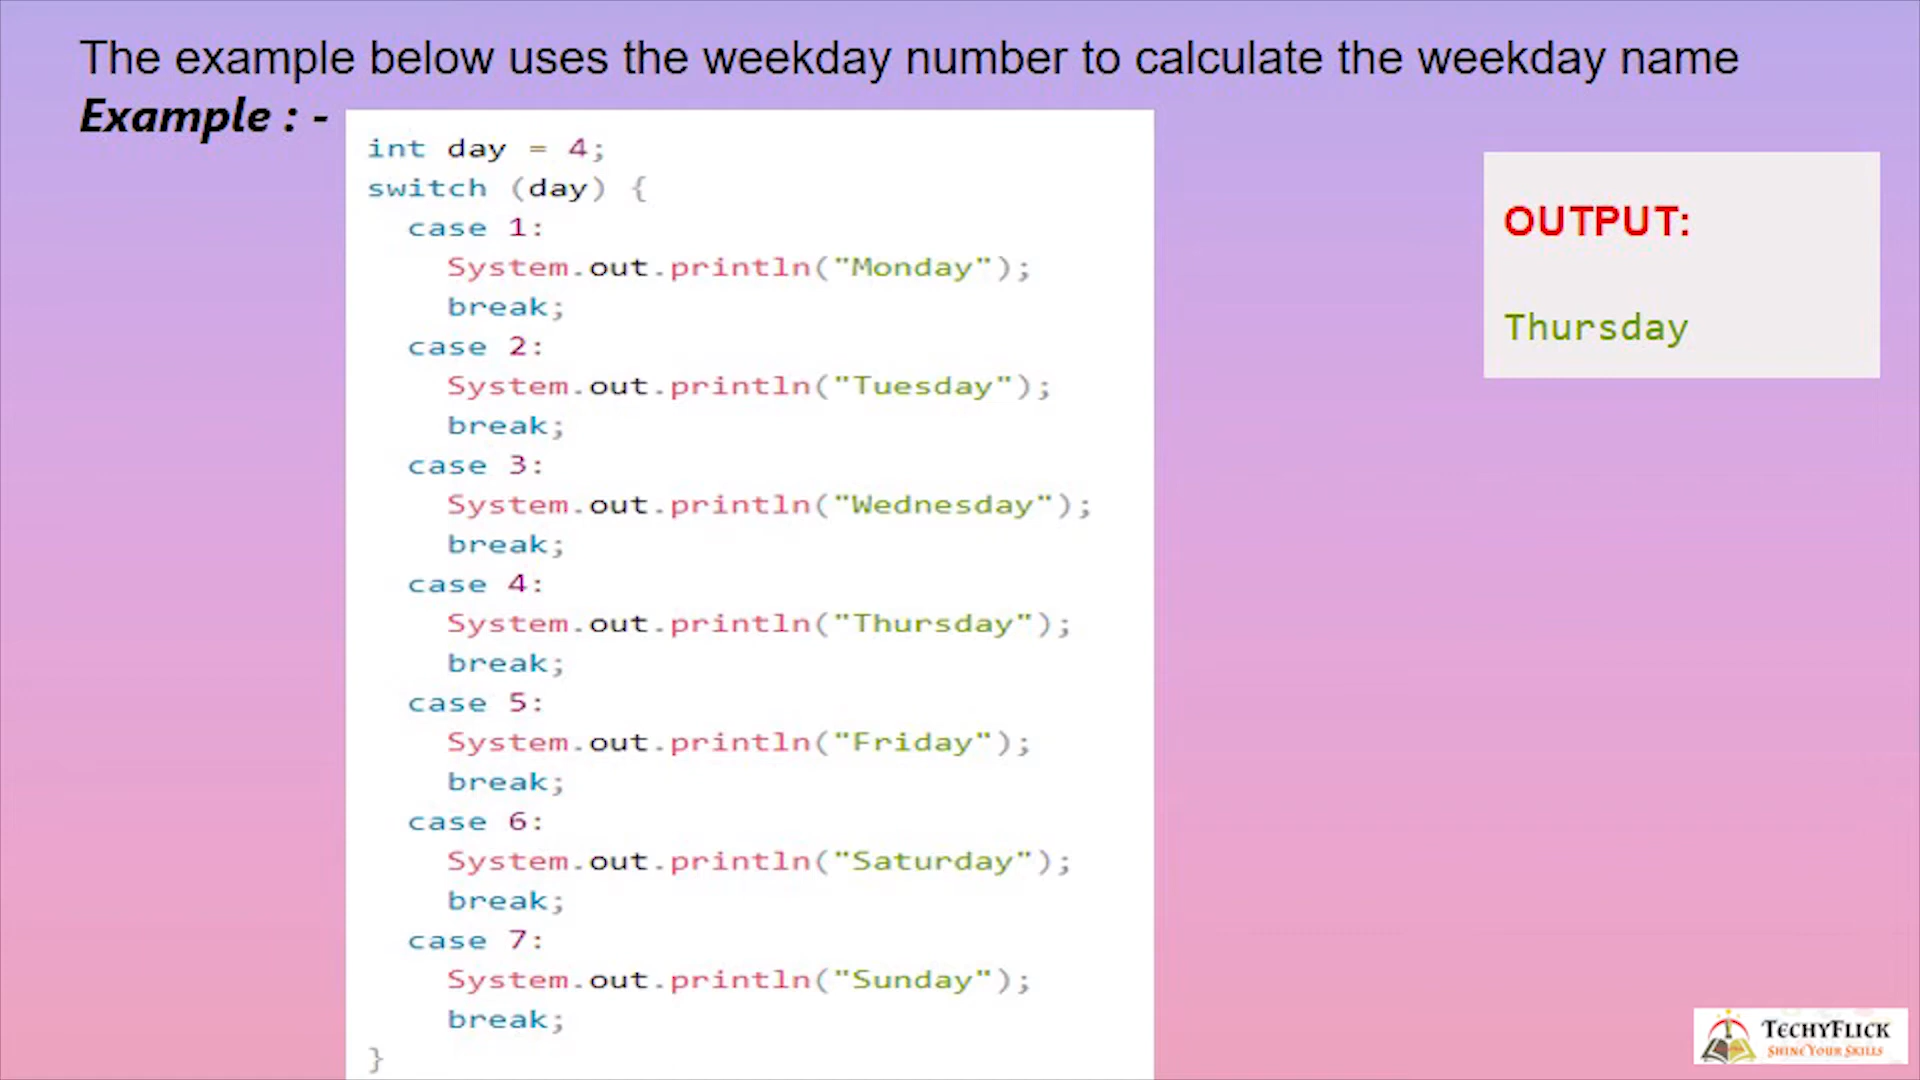 The example below uses the weekday number to calculate the weekday name
Example : -
int day = 4;
switch (day) {
  case 1:
    System.out.println("Monday");
    break;
  case 2:
    System.out.println("Tuesday");
    break;
  case 3:
    System.out.println("Wednesday");
    break;
  case 4:
    System.out.println("Thursday");
    break;
  case 5:
    System.out.println("Friday");
    break;
  case 6:
    System.out.println("Saturday");
    break;
  case 7:
    System.out.println("Sunday");
    break;
}
OUTPUT:
Thursday
TECHYFLICK
SHINE YOUR SKILLS